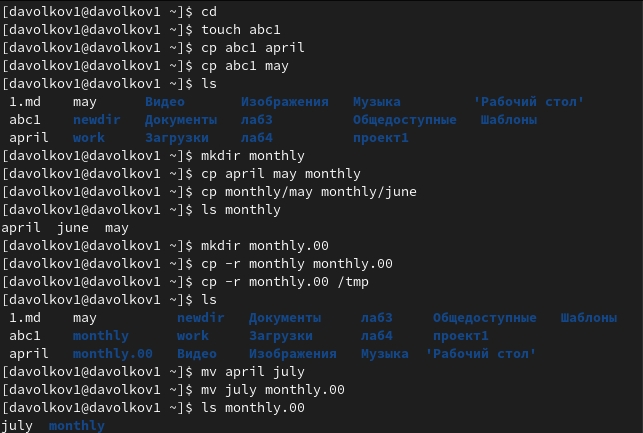 [davolkov1@davolkov1 ~]$ cd
[davolkov1@davolkov1 ~]$ touch abc1
[davolkov1@davolkov1 ~]$ cp abc1 april
[davolkov1@davolkov1 ~]$ cp abc1 may
[davolkov1@davolkov1 ~]$ ls
1.md may Видео Изображения Музыка 'Рабочий стол'
abc1 newdir Документы лаб3 Общедоступные Шаблоны
april work Загрузки лаб4 проект1
[davolkov1@davolkov1 ~]$ mkdir monthly
[davolkov1@davolkov1 ~]$ cp april may monthly
[davolkov1@davolkov1 ~]$ cp monthly/may monthly/june
[davolkov1@davolkov1 ~]$ ls monthly
april june may
[davolkov1@davolkov1 ~]$ mkdir monthly.00
[davolkov1@davolkov1 ~]$ cp -r monthly monthly.00
[davolkov1@davolkov1 ~]$ cp -r monthly.00 /tmp
[davolkov1@davolkov1 ~]$ ls
1.md may newdir Документы лаб3 Общедоступные Шаблоны
abc1 monthly work Загрузки лаб4 проект1
april monthly.00 Видео Изображения Музыка 'Рабочий стол'
[davolkov1@davolkov1 ~]$ mv april july
[davolkov1@davolkov1 ~]$ mv july monthly.00
[davolkov1@davolkov1 ~]$ ls monthly.00
july monthly